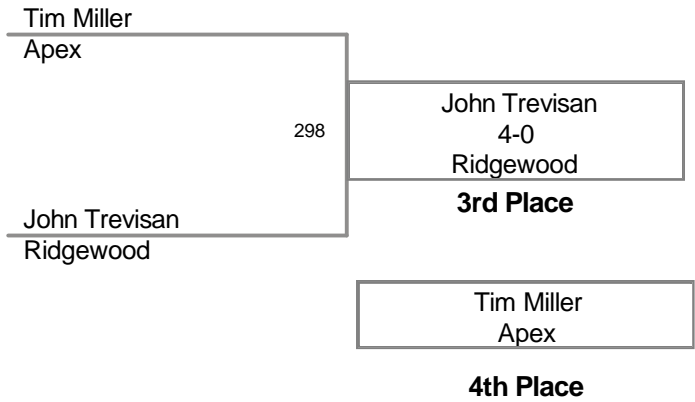 Tim Miller
Apex
298
John Trevisan
4-0
Ridgewood
3rd Place
John Trevisan
Ridgewood
Tim Miller
Apex
4th Place